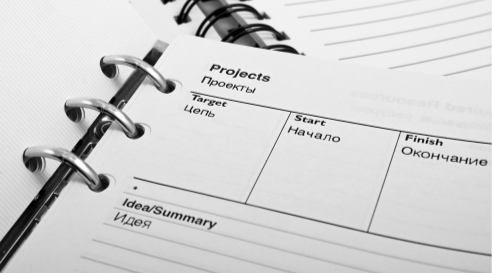 Projects
Проекты
Target Start Finish
Цель Начало Окончание
Idea/Summary
Идея